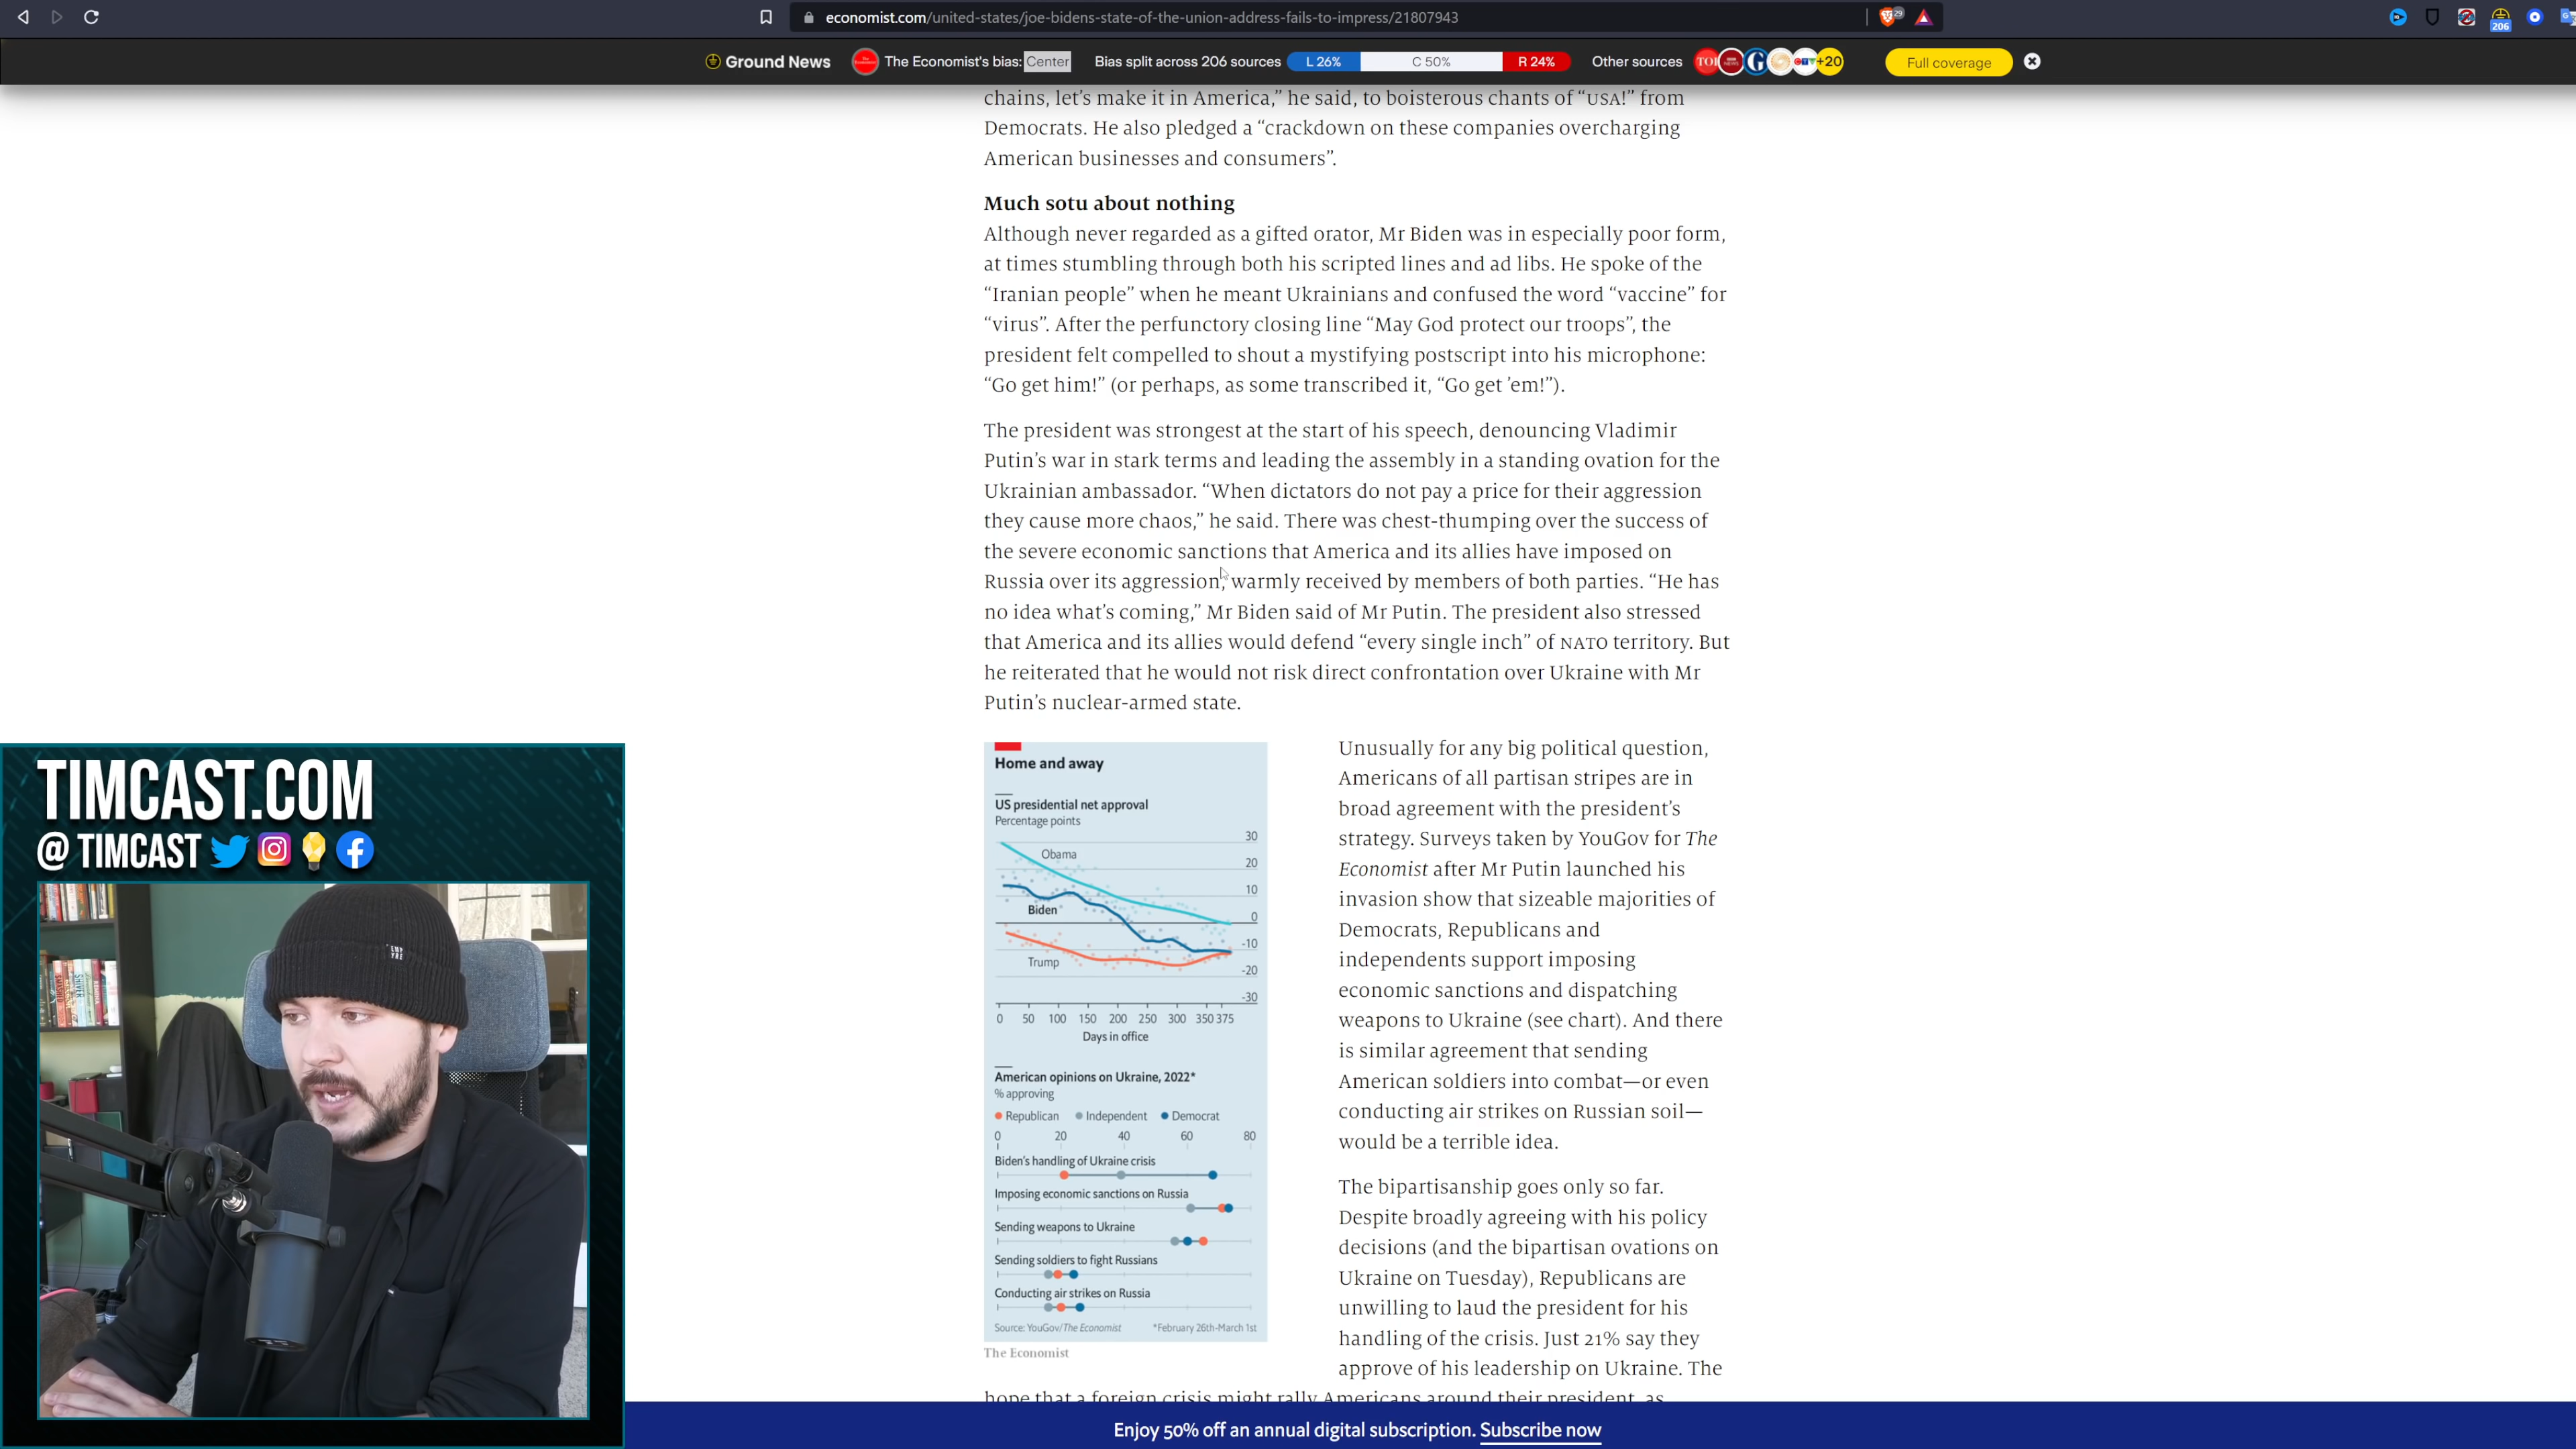 economist.com/united-states/joe-bidens-state-of-the-union-address-fails-to-impress/21807943
29
206
Ground News
The Economist's bias: Center
Bias split across 206 sources
L 26%
C 50%
R 24%
Other sources
TOI
CTV
+20
Full coverage
chains, let's make it in America,” he said, to boisterous chants of “USA!” from
Democrats. He also pledged a “crackdown on these companies overcharging
American businesses and consumers”.
Much sotu about nothing
Although never regarded as a gifted orator, Mr Biden was in especially poor form,
at times stumbling through both his scripted lines and ad libs. He spoke of the
“Iranian people” when he meant Ukrainians and confused the word “vaccine” for
“virus”. After the perfunctory closing line “May God protect our troops”, the
president felt compelled to shout a mystifying postscript into his microphone:
“Go get him!” (or perhaps, as some transcribed it, “Go get ’em!”).
The president was strongest at the start of his speech, denouncing Vladimir
Putin’s war in stark terms and leading the assembly in a standing ovation for the
Ukrainian ambassador. “When dictators do not pay a price for their aggression
they cause more chaos,” he said. There was chest-thumping over the success of
the severe economic sanctions that America and its allies have imposed on
Russia over its aggression, warmly received by members of both parties. “He has
no idea what’s coming,” Mr Biden said of Mr Putin. The president also stressed
that America and its allies would defend “every single inch” of NATO territory. But
he reiterated that he would not risk direct confrontation over Ukraine with Mr
Putin’s nuclear-armed state.
Home and away
US presidential net approval
Percentage points
30
20
10
0
-10
-20
-30
Obama
Biden
Trump
0 50 100 150 200 250 300 350 375
Days in office
American opinions on Ukraine, 2022*
% approving
Republican Independent Democrat
0 20 40 60 80
Biden’s handling of Ukraine crisis
Imposing economic sanctions on Russia
Sending weapons to Ukraine
Sending soldiers to fight Russians
Conducting air strikes on Russia
Source: YouGov/The Economist *February 26th-March 1st
The Economist
Unusually for any big political question,
Americans of all partisan stripes are in
broad agreement with the president’s
strategy. Surveys taken by YouGov for The
Economist after Mr Putin launched his
invasion show that sizeable majorities of
Democrats, Republicans and
independents support imposing
economic sanctions and dispatching
weapons to Ukraine (see chart). And there
is similar agreement that sending
American soldiers into combat—or even
conducting air strikes on Russian soil—
would be a terrible idea.
The bipartisanship goes only so far.
Despite broadly agreeing with his policy
decisions (and the bipartisan ovations on
Ukraine on Tuesday), Republicans are
unwilling to laud the president for his
handling of the crisis. Just 21% say they
approve of his leadership on Ukraine. The
hope that a foreign crisis might rally Americans around their president, as
Enjoy 50% off an annual digital subscription. Subscribe now
TIMCAST.COM
@ TIMCAST